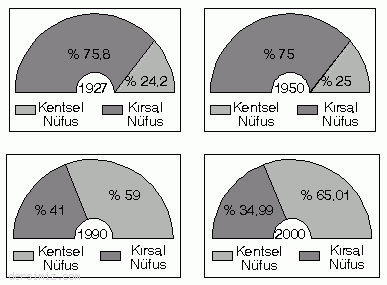 % 75,8
% 24,2
1927
Kentsel Nüfus
Kırsal Nüfus
% 75
% 25
1950
Kentsel Nüfus
Kırsal Nüfus
% 59
% 41
1990
Kentsel Nüfus
Kırsal Nüfus
% 65,01
% 34,99
2000
Kentsel Nüfus
Kırsal Nüfus